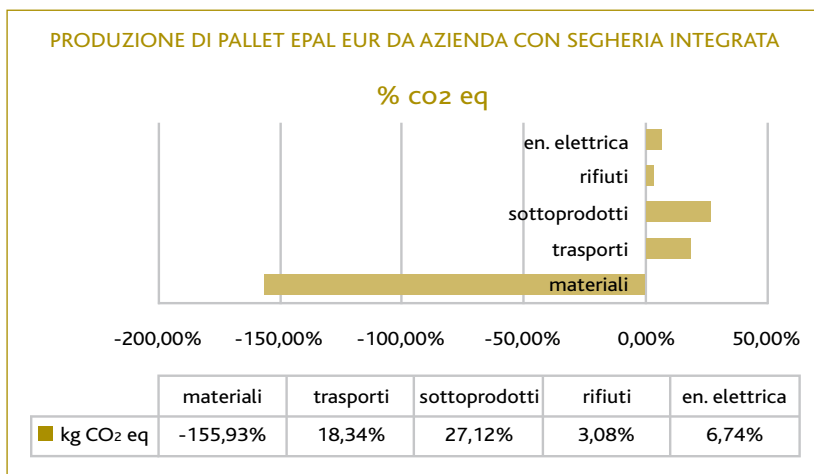 PRODUZIONE DI PALLET EPAL EUR DA AZIENDA CON SEGHERIA INTEGRATA
% CO2 eq
en. elettrica
rifiuti
sottoprodotti
trasporti
materiali
-200,00% -150,00% -100,00% -50,00% 0,00% 50,00%
materiali trasporti sottoprodotti rifiuti en. elettrica
kg CO2 eq -155,93% 18,34% 27,12% 3,08% 6,74%